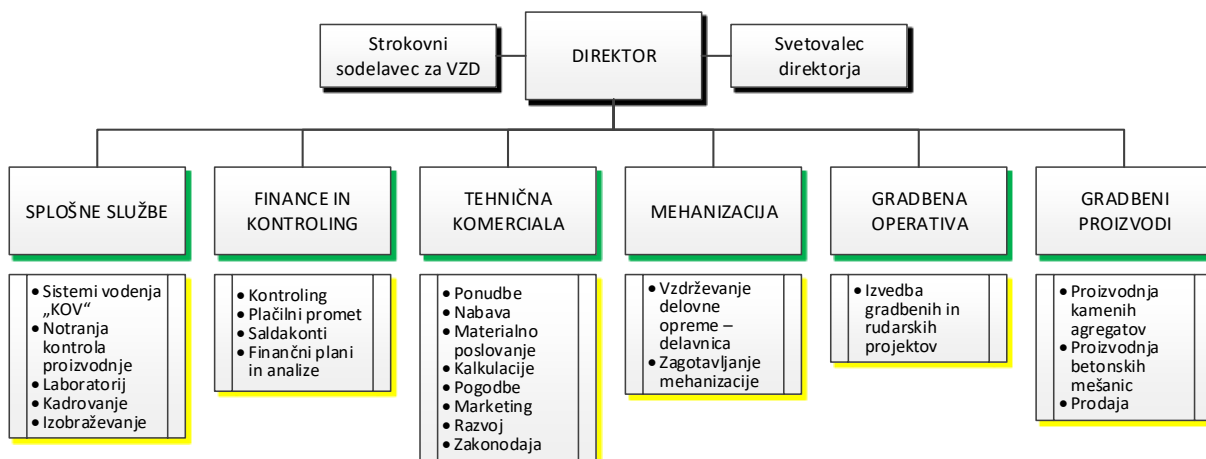 Strokovni
sodelavec za VZD
DIREKTOR
Svetovalec
direktorja
SPLOŠNE SLUŽBE
FINANCE IN
KONTROLING
TEHNIČNA
KOMERCIALA
MEHANIZACIJA
GRADBENA
OPERATIVA
GRADBENI
PROIZVODI
• Sistemi vodenja
„KOV“
• Notranja
kontrola
proizvodnje
• Laboratorij
• Kadrovanje
• Izobraževanje
• Kontroling
• Plačilni promet
• Saldakonti
• Finančni plani
in analize
• Ponudbe
• Nabava
• Materialno
poslovanje
• Kalkulacije
• Pogodbe
• Marketing
• Razvoj
• Zakonodaja
• Vzdrževanje
delovne
opreme –
delavnica
• Zagotavljanje
mehanizacije
• Izvedba
gradbenih in
rudarskih
projektov
• Proizvodnja
kamenih
agregatov
• Proizvodnja
betonskih
mešanic
• Prodaja